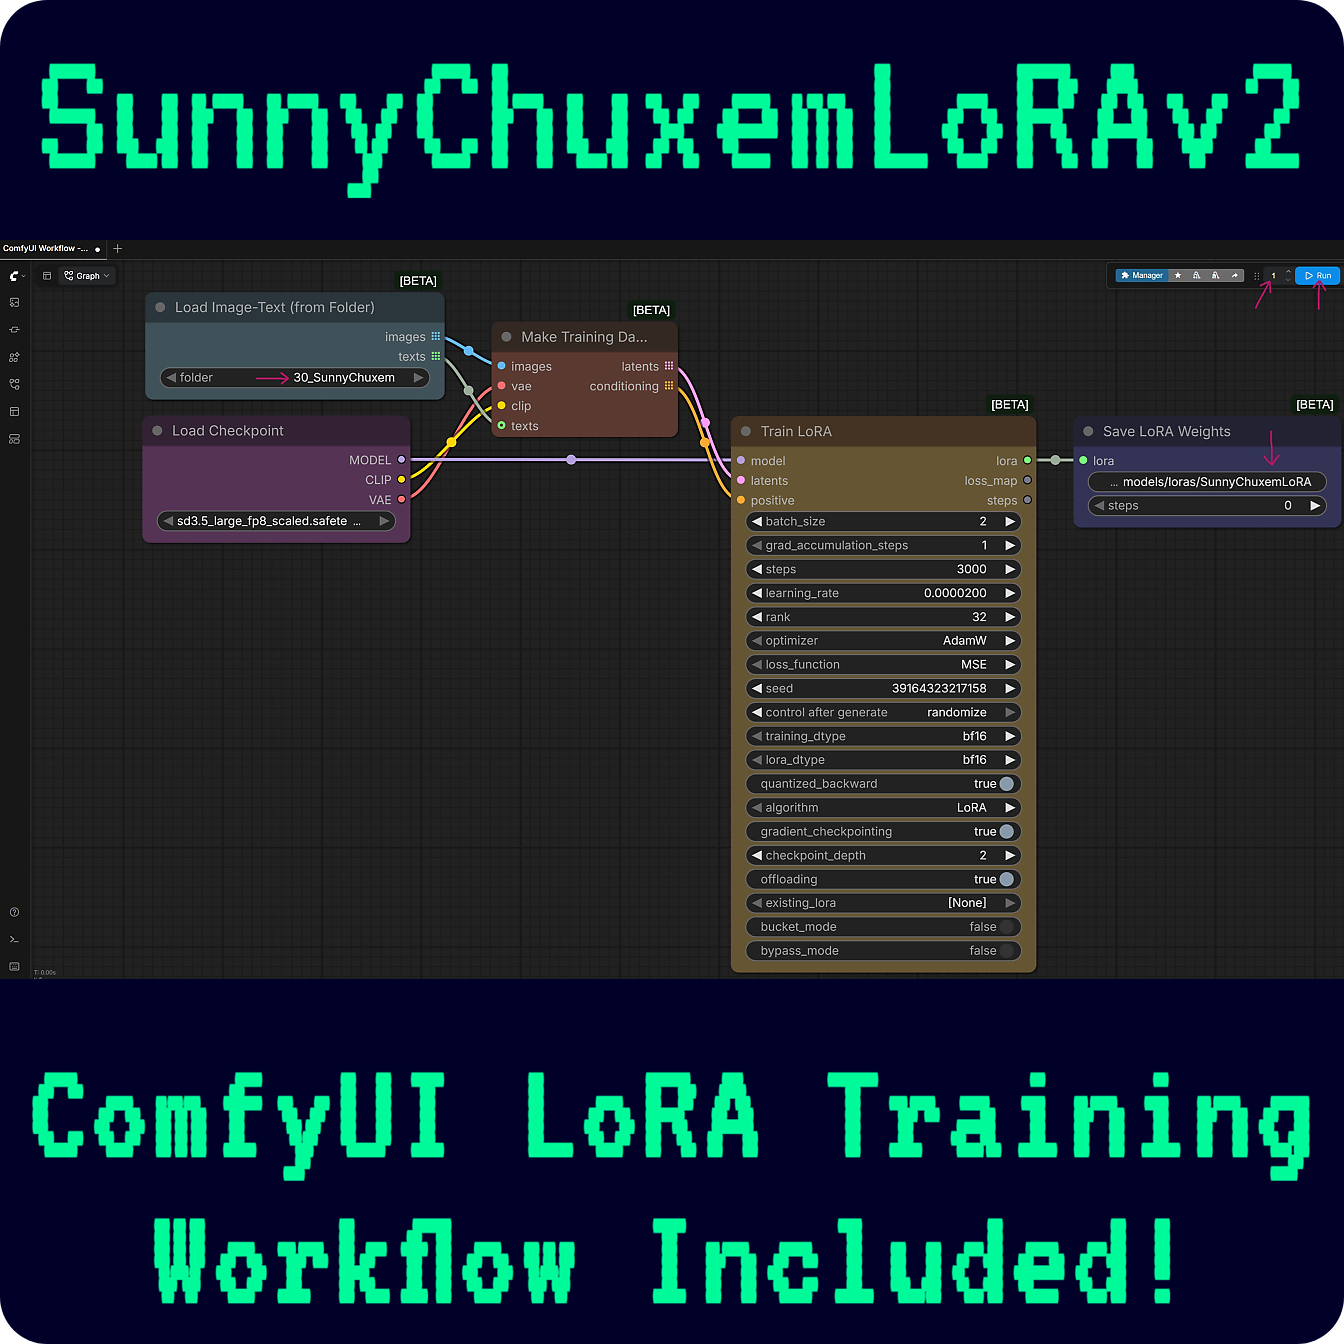 SunnyChuxemLoRAv2
ComfyUI Workflow -...
Graph
Manager
1
Run
[BETA]
Load Image-Text (from Folder)
images
texts
folder 30_SunnyChuxem
[BETA]
Make Training Da...
images latents
vae conditioning
clip
texts
Load Checkpoint
MODEL
CLIP
VAE
sd3.5_large_fp8_scaled.safete ...
[BETA]
Train LoRA
model lora
latents loss_map
positive steps
batch_size 2
grad_accumulation_steps 1
steps 3000
learning_rate 0.0000200
rank 32
optimizer AdamW
loss_function MSE
seed 39164323217158
control after generate randomize
training_dtype bf16
lora_dtype bf16
quantized_backward true
algorithm LoRA
gradient_checkpointing true
checkpoint_depth 2
offloading true
existing_lora [None]
bucket_mode false
bypass_mode false
[BETA]
Save LoRA Weights
lora
... models/loras/SunnyChuxemLoRA
steps 0
T: 0.00s
ComfyUI LoRA Training
Workflow Included!